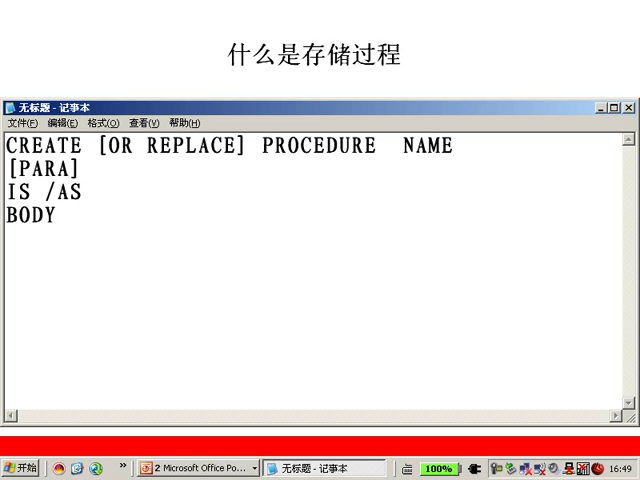 什么是存储过程
无标题 - 记事本
文件(F) 编辑(E) 格式(O) 查看(V) 帮助(H)
CREATE [OR REPLACE] PROCEDURE NAME
[PARA]
IS /AS
BODY
开始 » 2 Microsoft Office Po... 无标题 - 记事本 100% 16:49